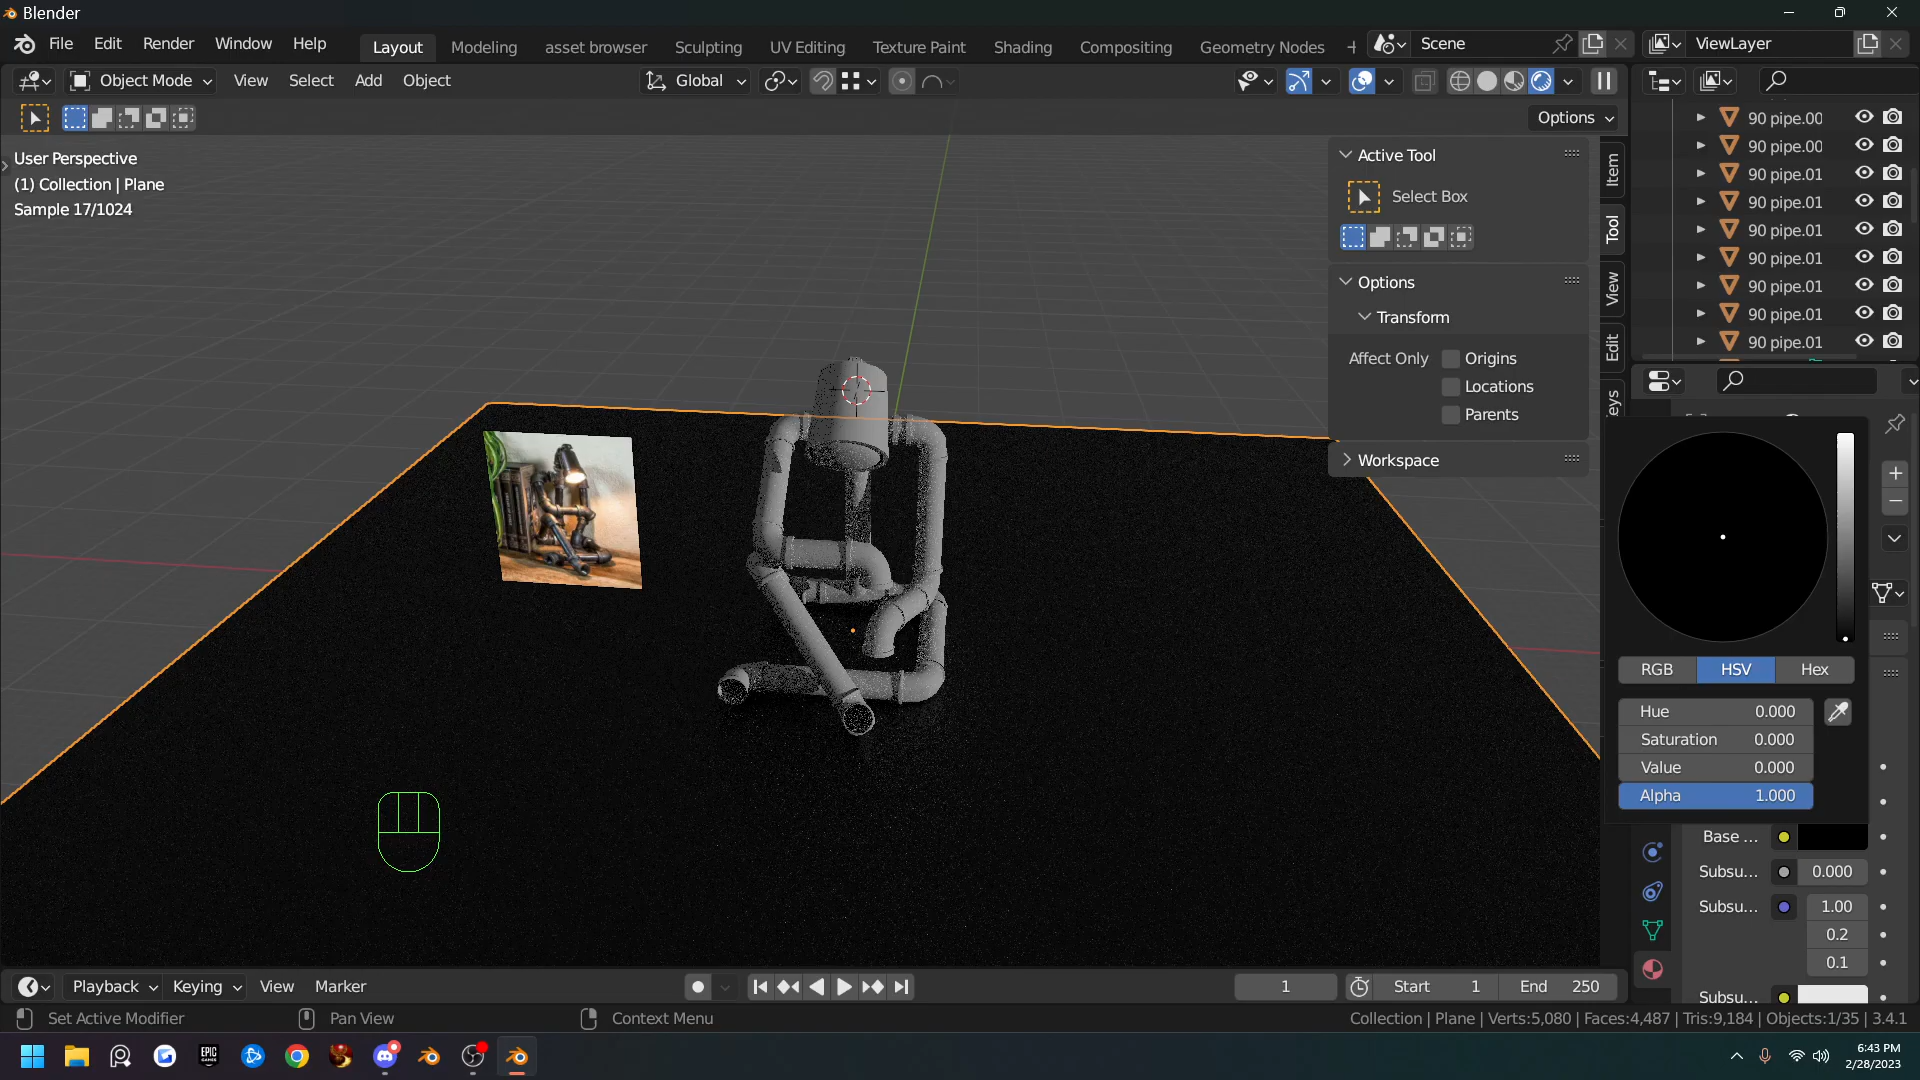 Blender
File Edit Render Window Help
Layout Modeling asset browser Sculpting UV Editing Texture Paint Shading Compositing Geometry Nodes
Scene
ViewLayer
Object Mode View Select Add Object
Global
Options
User Perspective
(1) Collection | Plane
Sample 17/1024
Active Tool
Select Box
Options
Transform
Affect Only Origins
Locations
Parents
Workspace
Item
Tool
View
Edit
eys
90 pipe.00
90 pipe.00
90 pipe.01
90 pipe.01
90 pipe.01
90 pipe.01
90 pipe.01
90 pipe.01
90 pipe.01
RGB HSV Hex
Hue 0.000
Saturation 0.000
Value 0.000
Alpha 1.000
Base ...
Subsu... 0.000
Subsu... 1.00
0.2
0.1
Subsu...
Playback Keying View Marker
1
Start 1
End 250
Set Active Modifier
Pan View
Context Menu
Collection | Plane | Verts:5,080 | Faces:4,487 | Tris:9,184 | Objects:1/35 | 3.4.1
EPIC
GAMES
6:43 PM
2/28/2023